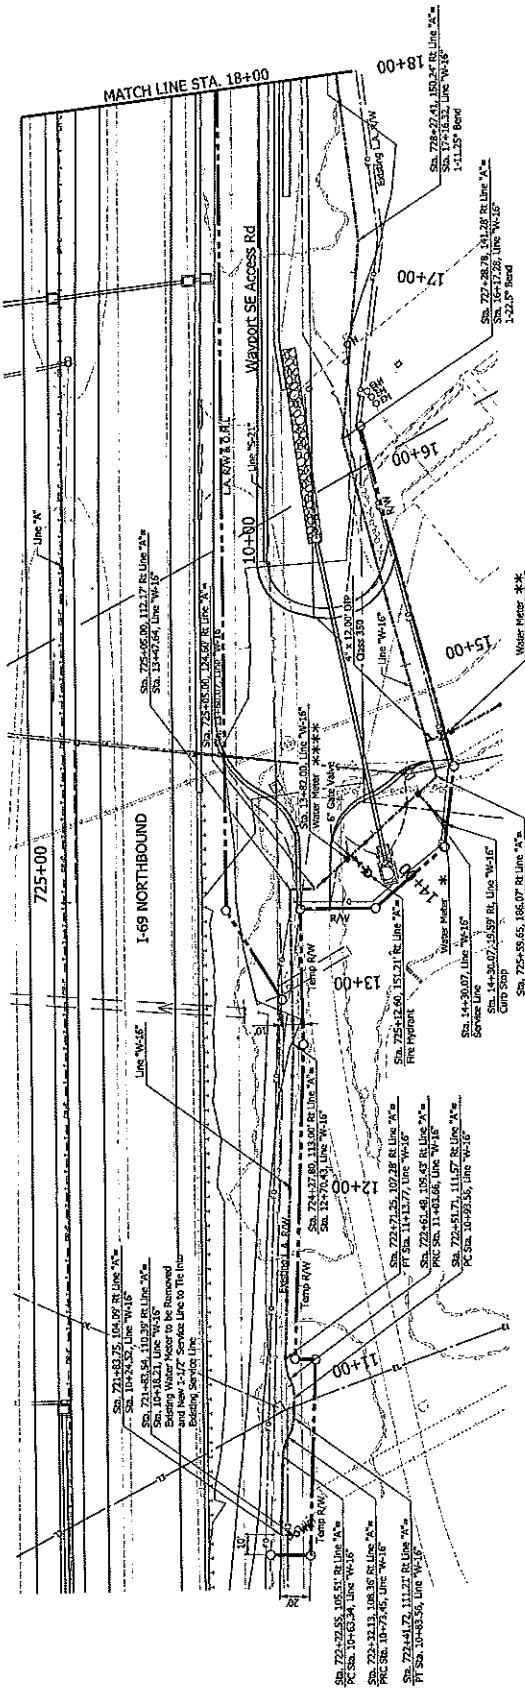 MATCH LINE STA. 18+00
18+00
Sta. 728+27.41, 150.24' Rt Line "A"=
Sta. 17+16.32, Line "W-16"
1-11.25° Bend
Existing L.A. R/W
17+00
Sta. 727+28.78, 141.28' Rt Line "A"=
Sta. 16+17.28, Line "W-16"
1-22.5° Bend
Wayport SE Access Rd
L.A. R/W & O.R.L.
Line "S-21"
16+00
R/W
10+00
Line "A"
Sta. 725+05.00, 112.17' Rt Line "A"=
Sta. 13+47.64, Line "W-16"
Sta. 725+05.00, 124.60' Rt Line "A"=
Sta. 13+60.07, Line "W-16"
4" x 12.00' DIP
Class 350
Line "W-16"
15+00
Water Meter **
725+00
I-69 NORTHBOUND
Sta. 13+82.00, Line "W-16"
Water Meter ****
6" Gate Valve
14+00
R/W
Water Meter *
Sta. 14+30.07, Line "W-16"
Service Line
Sta. 14+30.07, 19.59' Rt, Line "W-16"
Curb Stop
Sta. 725+59.65, 186.07' Rt Line "A"=
Sta. 725+12.60, 151.21' Rt Line "A"=
Fire Hydrant
13+00
Temp R/W
10'
Line "W-16"
Sta. 724+27.80, 113.00' Rt Line "A"=
Sta. 12+70.43, Line "W-16"
12+00
Existing L.A. R/W
Temp R/W
Sta. 722+71.25, 107.28' Rt Line "A"=
PT Sta. 11+13.77, Line "W-16"
Sta. 722+61.48, 109.43' Rt Line "A"=
PRC Sta. 11+03.66, Line "W-16"
Sta. 722+51.71, 111.57' Rt Line "A"=
PC Sta. 10+93.56, Line "W-16"
11+00
Sta. 721+83.75, 104.09' Rt Line "A"=
Sta. 10+24.52, Line "W-16"
Sta. 721+83.54, 110.39' Rt Line "A"=
Sta. 10+18.21, Line "W-16"
Existing Water Meter to be Removed
and New 1-1/2" Service Line to Tie Into
Existing Service Line
Temp R/W
10'
20'
Sta. 722+22.55, 105.51' Rt Line "A"=
PC Sta. 10+63.34, Line "W-16"
Sta. 722+32.13, 108.36' Rt Line "A"=
PRC Sta. 10+73.45, Line "W-16"
Sta. 722+41.72, 111.21' Rt Line "A"=
PT Sta. 10+83.56, Line "W-16"